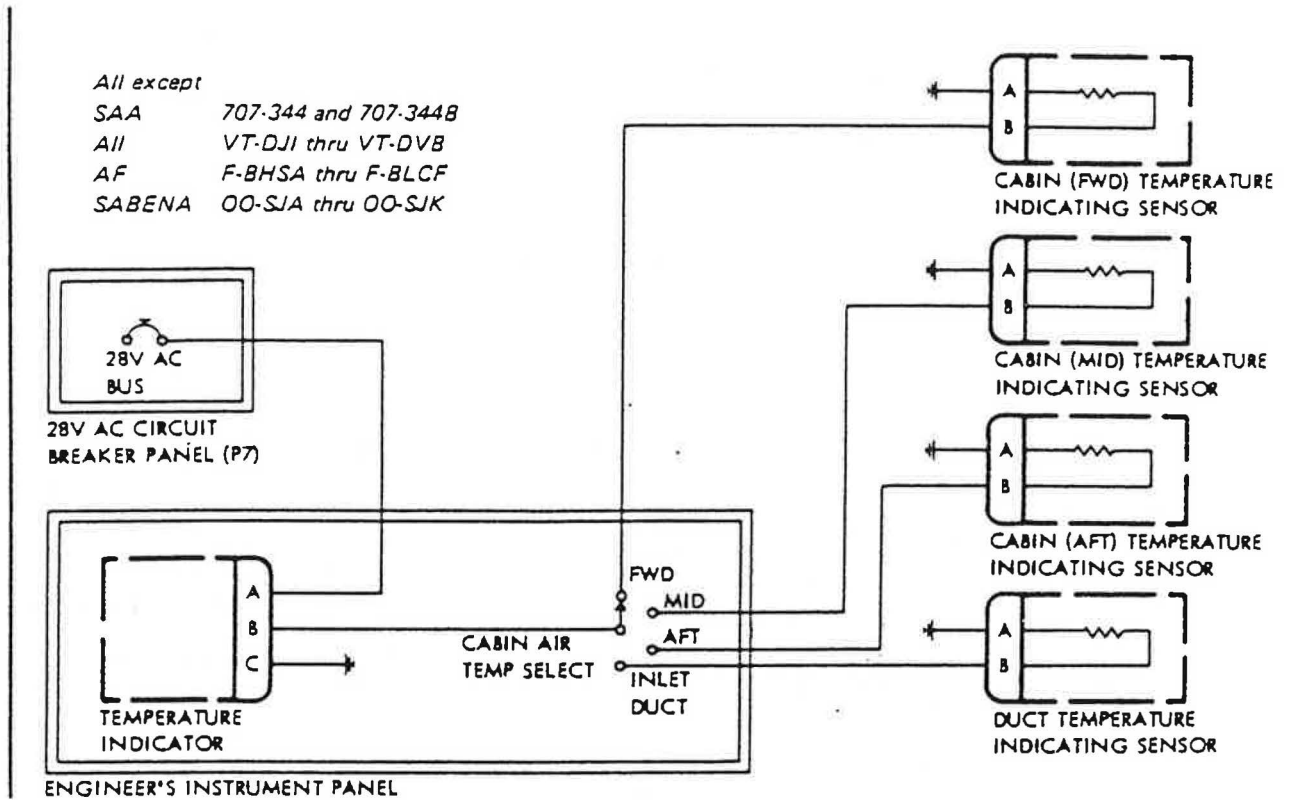 All except
SAA 707-344 and 707-344B
AII VT-DJI thru VT-DVB
AF F-BHSA thru F-BLCF
SABENA OO-SJA thru OO-SJK
28V AC
BUS
28V AC CIRCUIT
BREAKER PANEL (P7)
A
B
C
TEMPERATURE
INDICATOR
CABIN AIR
TEMP SELECT
FWD
MID
AFT
INLET
DUCT
ENGINEER'S INSTRUMENT PANEL
A
B
CABIN (FWD) TEMPERATURE
INDICATING SENSOR
A
B
CABIN (MID) TEMPERATURE
INDICATING SENSOR
A
B
CABIN (AFT) TEMPERATURE
INDICATING SENSOR
A
B
DUCT TEMPERATURE
INDICATING SENSOR